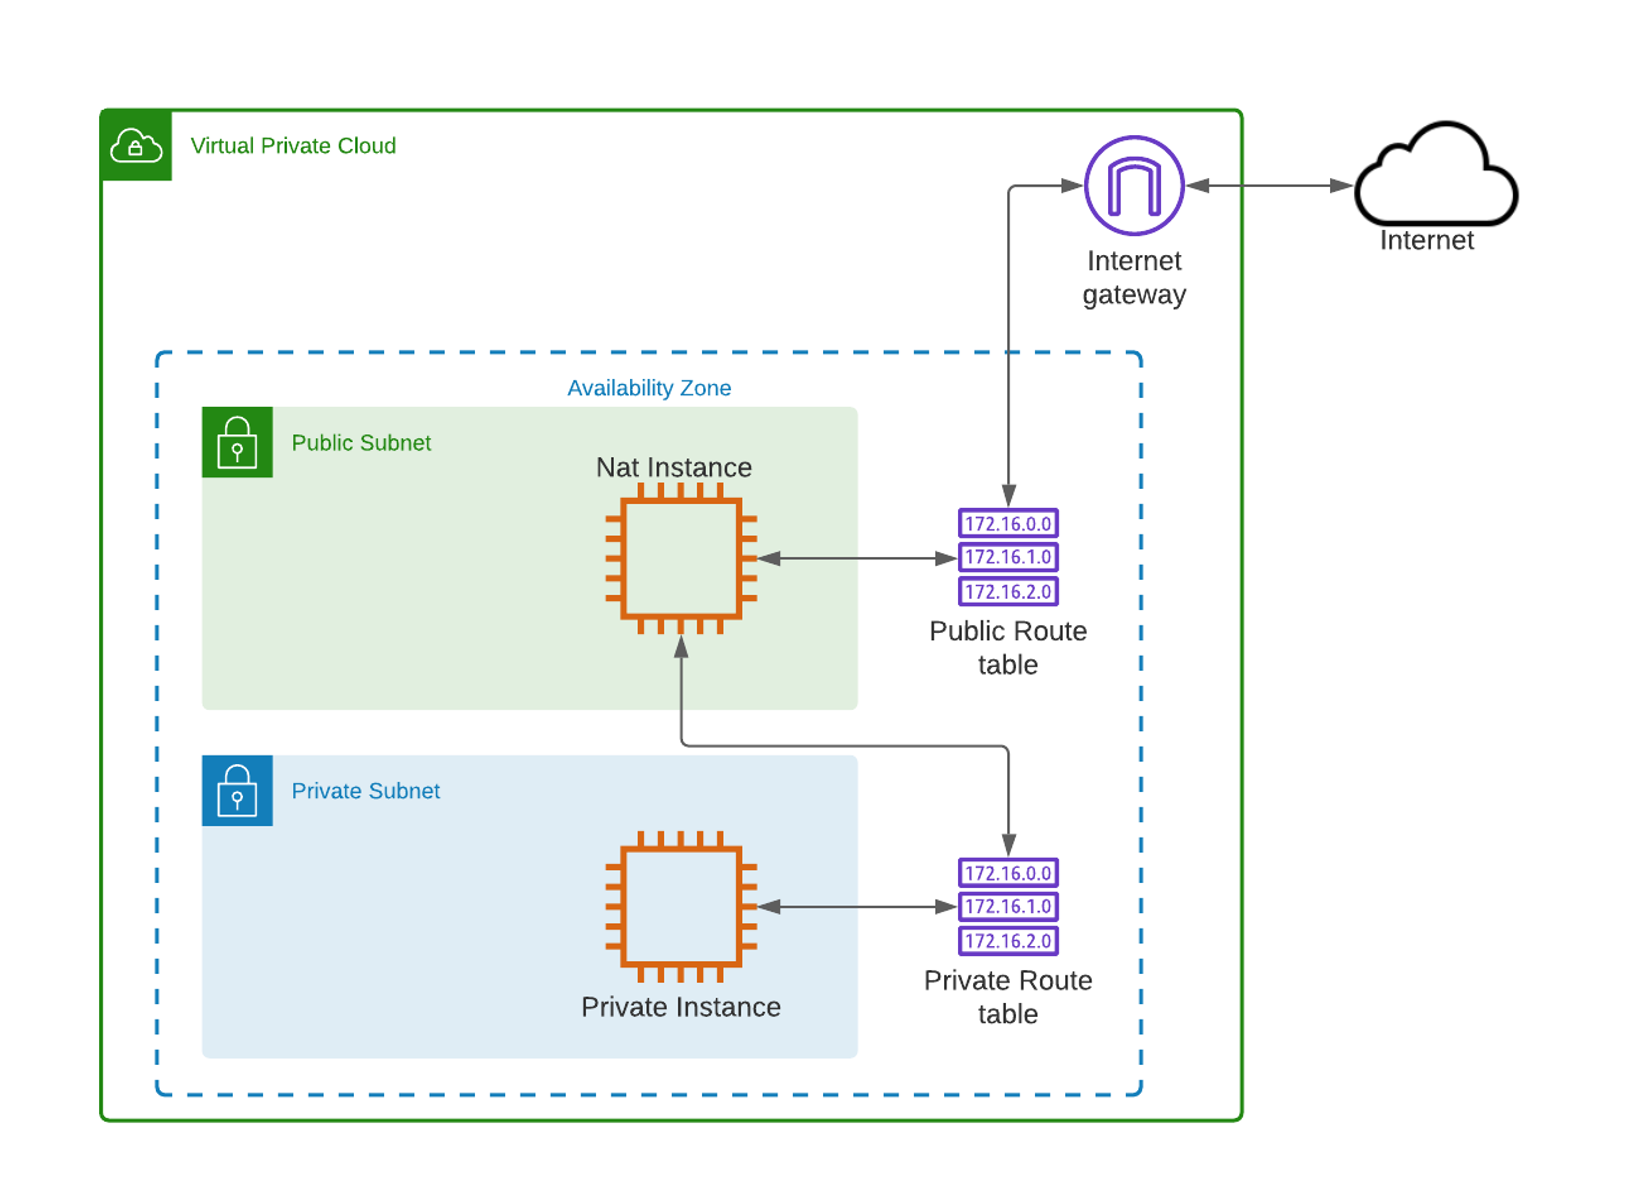 Virtual Private Cloud
Internet
gateway
Internet
Availability Zone
Public Subnet
Nat Instance
172.16.0.0
172.16.1.0
172.16.2.0
Public Route
table
Private Subnet
Private Instance
172.16.0.0
172.16.1.0
172.16.2.0
Private Route
table